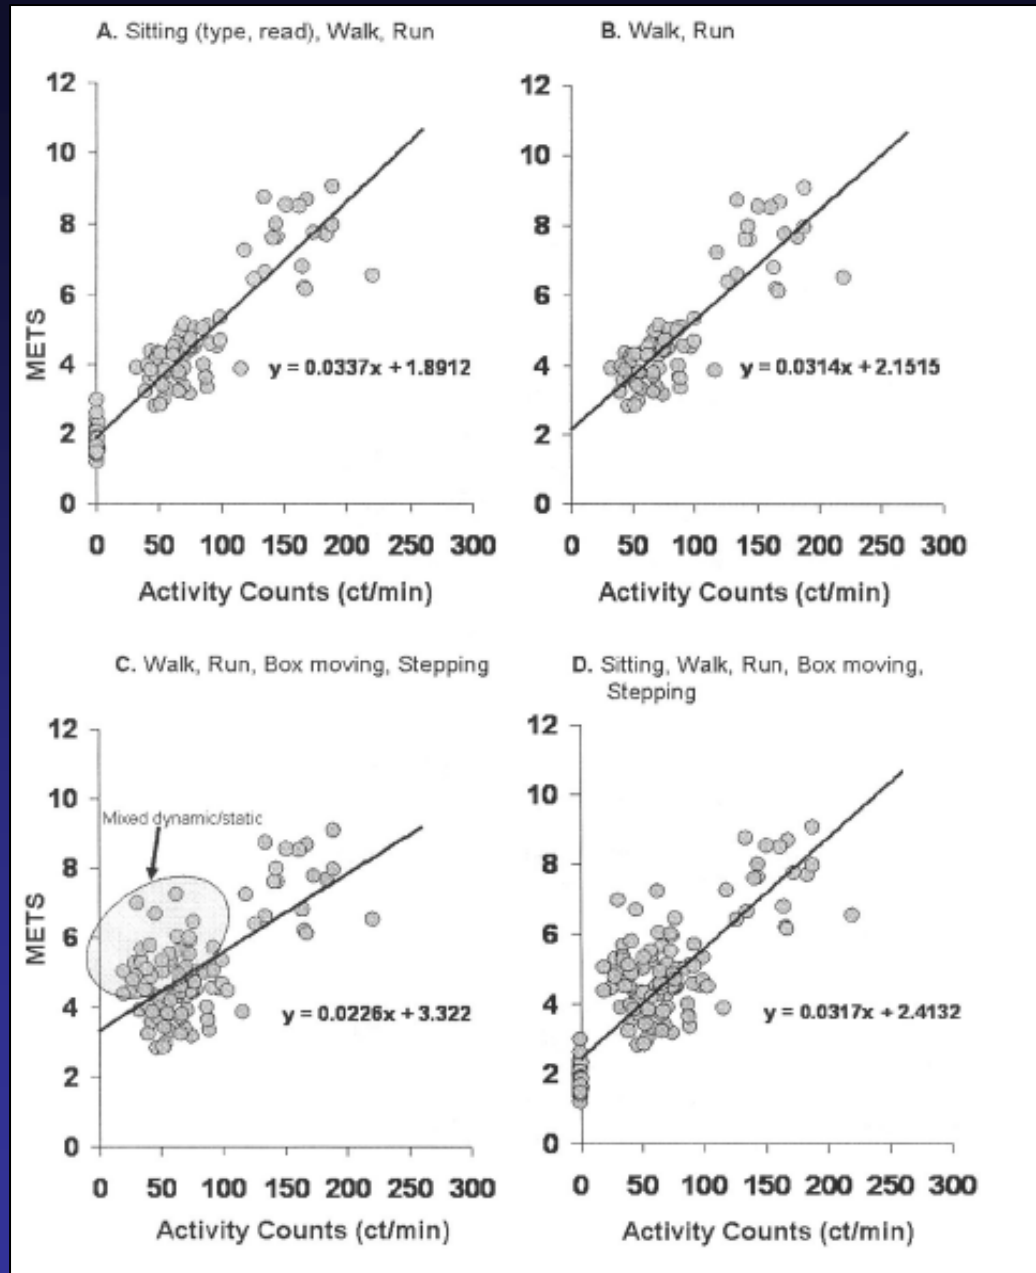 A. Sitting (type, read), Walk, Run
METS
12
10
8
6
4
2
0
y = 0.0337x + 1.8912
0 50 100 150 200 250 300
Activity Counts (ct/min)
B. Walk, Run
12
10
8
6
4
2
0
y = 0.0314x + 2.1515
0 50 100 150 200 250 300
Activity Counts (ct/min)
C. Walk, Run, Box moving, Stepping
METS
12
10
8
6
4
2
0
Mixed dynamic/static
y = 0.0226x + 3.322
0 50 100 150 200 250 300
Activity Counts (ct/min)
D. Sitting, Walk, Run, Box moving,
Stepping
12
10
8
6
4
2
0
y = 0.0317x + 2.4132
0 50 100 150 200 250 300
Activity Counts (ct/min)